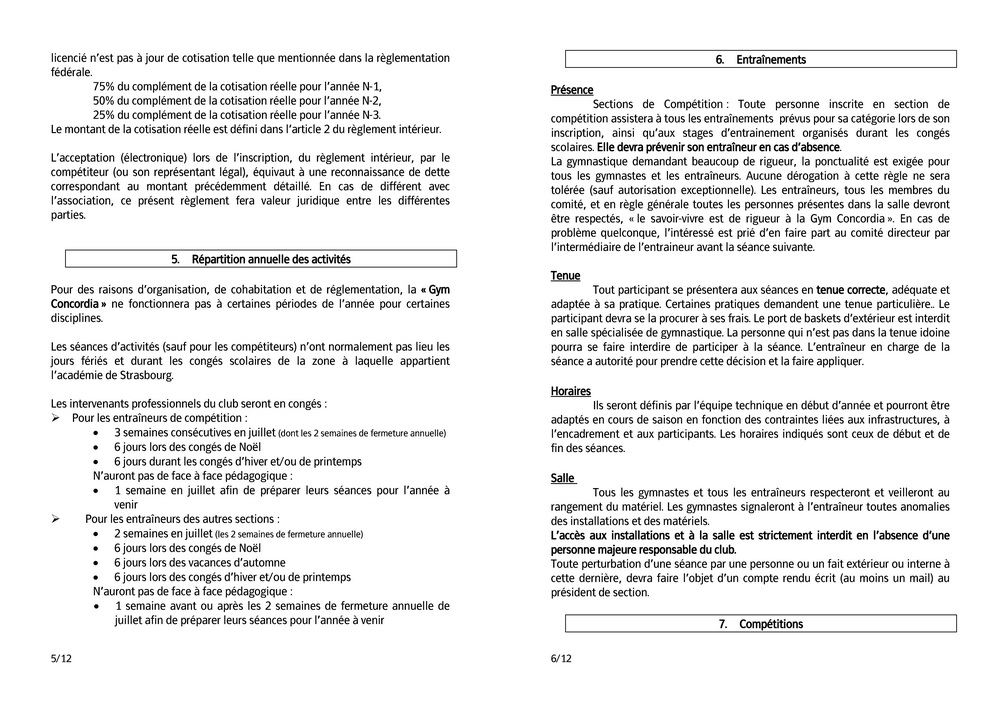 licencié n'est pas à jour de cotisation telle que mentionnée dans la règlementation
fédérale.
75% du complément de la cotisation réelle pour l'année N-1,
50% du complément de la cotisation réelle pour l'année N-2,
25% du complément de la cotisation réelle pour l'année N-3.
Le montant de la cotisation réelle est défini dans l'article 2 du règlement intérieur.
L'acceptation (électronique) lors de l'inscription, du règlement intérieur, par le
compétiteur (ou son représentant légal), équivaut à une reconnaissance de dette
correspondant au montant précédemment détaillé. En cas de différent avec
l'association, ce présent règlement fera valeur juridique entre les différentes
parties.
5. Répartition annuelle des activités
Pour des raisons d'organisation, de cohabitation et de réglementation, la « Gym
Concordia » ne fonctionnera pas à certaines périodes de l'année pour certaines
disciplines.
Les séances d'activités (sauf pour les compétiteurs) n'ont normalement pas lieu les
jours fériés et durant les congés scolaires de la zone à laquelle appartient
l'académie de Strasbourg.
Les intervenants professionnels du club seront en congés :
➢ Pour les entraîneurs de compétition :
• 3 semaines consécutives en juillet (dont les 2 semaines de fermeture annuelle)
• 6 jours lors des congés de Noël
• 6 jours durant les congés d'hiver et/ou de printemps
N'auront pas de face à face pédagogique :
• 1 semaine en juillet afin de préparer leurs séances pour l'année à
venir
➢ Pour les entraîneurs des autres sections :
• 2 semaines en juillet (les 2 semaines de fermeture annuelle)
• 6 jours lors des congés de Noël
• 6 jours lors des vacances d'automne
• 6 jours lors des congés d'hiver et/ou de printemps
N'auront pas de face à face pédagogique :
• 1 semaine avant ou après les 2 semaines de fermeture annuelle de
juillet afin de préparer leurs séances pour l'année à venir
5/12
6. Entraînements
Présence
Sections de Compétition : Toute personne inscrite en section de
compétition assistera à tous les entraînements prévus pour sa catégorie lors de son
inscription, ainsi qu'aux stages d'entrainement organisés durant les congés
scolaires. Elle devra prévenir son entraîneur en cas d'absence.
La gymnastique demandant beaucoup de rigueur, la ponctualité est exigée pour
tous les gymnastes et les entraîneurs. Aucune dérogation à cette règle ne sera
tolérée (sauf autorisation exceptionnelle). Les entraîneurs, tous les membres du
comité, et en règle générale toutes les personnes présentes dans la salle devront
être respectés, « le savoir-vivre est de rigueur à la Gym Concordia ». En cas de
problème quelconque, l'intéressé est prié d'en faire part au comité directeur par
l'intermédiaire de l'entraineur avant la séance suivante.
Tenue
Tout participant se présentera aux séances en tenue correcte, adéquate et
adaptée à sa pratique. Certaines pratiques demandent une tenue particulière.. Le
participant devra se la procurer à ses frais. Le port de baskets d'extérieur est interdit
en salle spécialisée de gymnastique. La personne qui n'est pas dans la tenue idoine
pourra se faire interdire de participer à la séance. L'entraîneur en charge de la
séance a autorité pour prendre cette décision et la faire appliquer.
Horaires
Ils seront définis par l'équipe technique en début d'année et pourront être
adaptés en cours de saison en fonction des contraintes liées aux infrastructures, à
l'encadrement et aux participants. Les horaires indiqués sont ceux de début et de
fin des séances.
Salle
Tous les gymnastes et tous les entraîneurs respecteront et veilleront au
rangement du matériel. Les gymnastes signaleront à l'entraîneur toutes anomalies
des installations et des matériels.
L'accès aux installations et à la salle est strictement interdit en l'absence d'une
personne majeure responsable du club.
Toute perturbation d'une séance par une personne ou un fait extérieur ou interne à
cette dernière, devra faire l'objet d'un compte rendu écrit (au moins un mail) au
président de section.
7. Compétitions
6/12